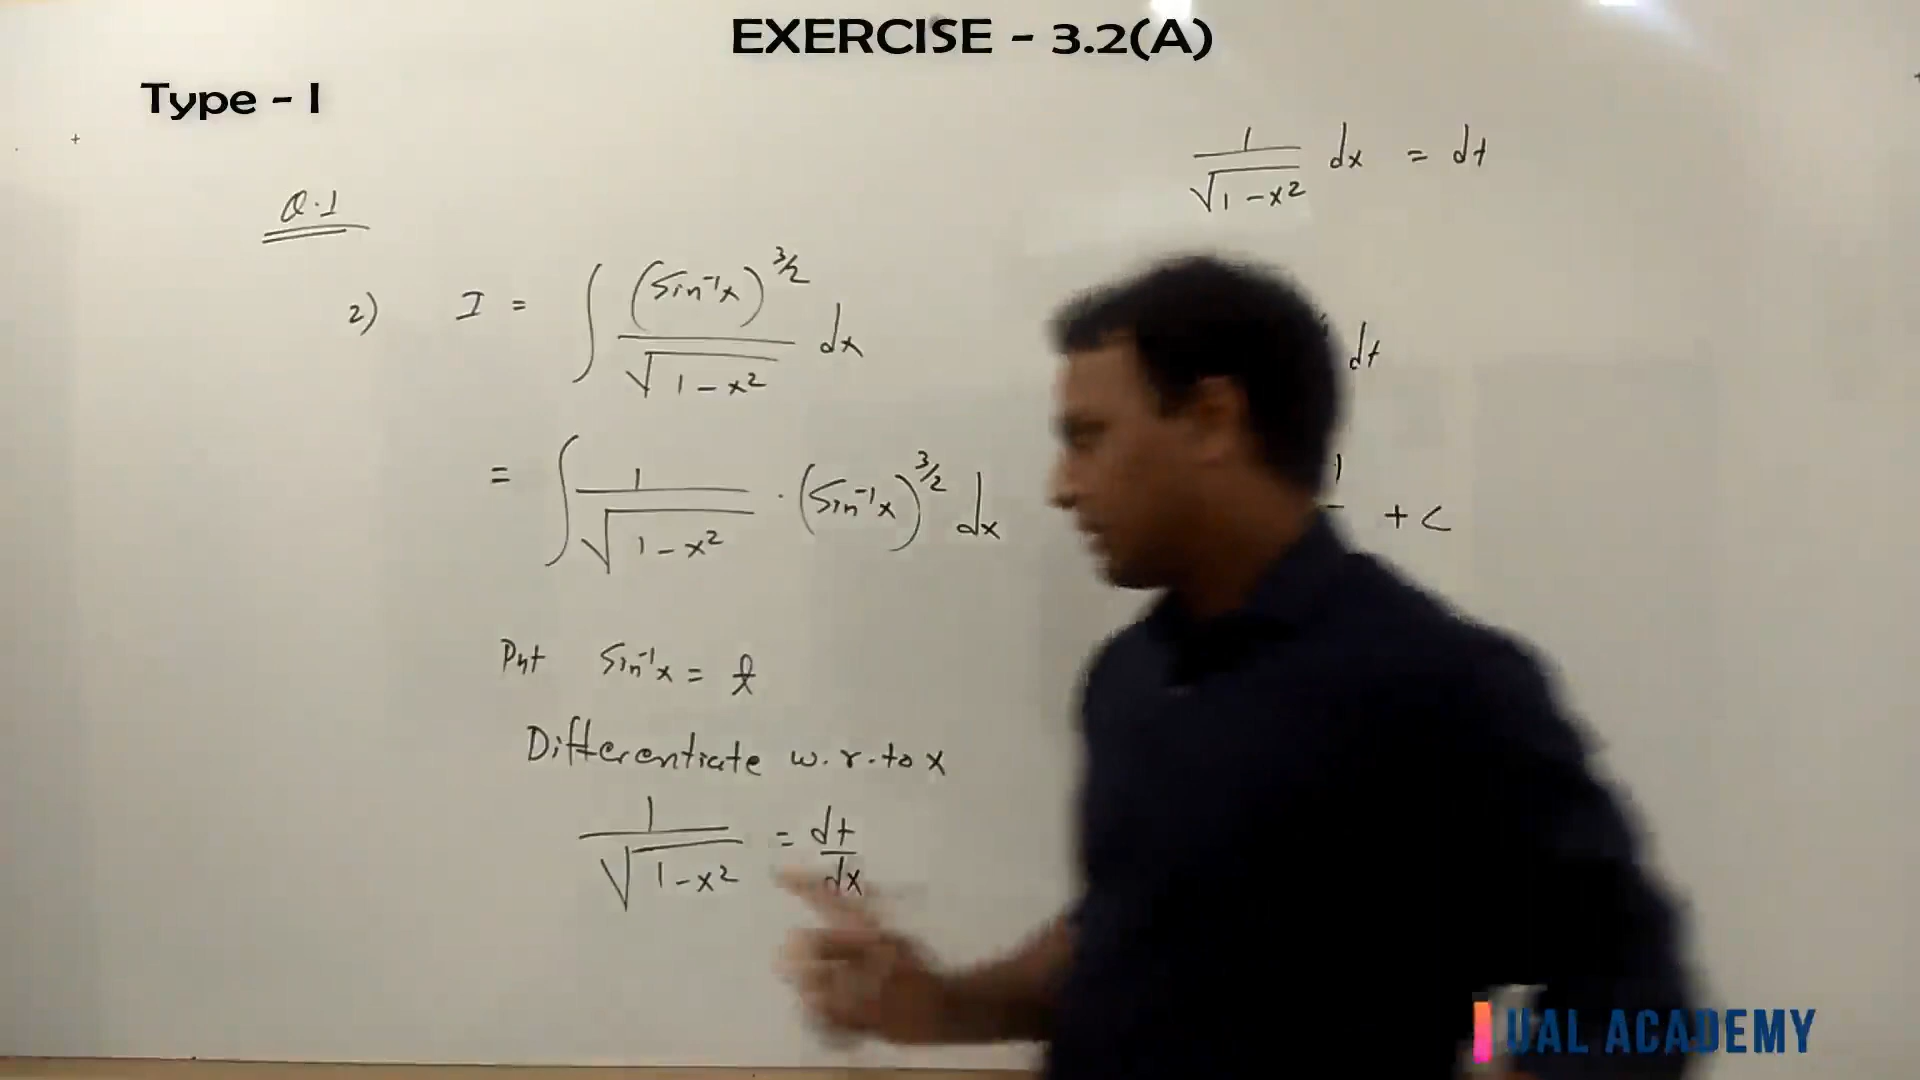 EXERCISE - 3.2(A)
Type - I
Q.1
2) I = ∫ (Sin⁻¹x)^3/2 / √1-x² dx
= ∫ 1/√1-x² · (Sin⁻¹x)^3/2 dx
Put Sin⁻¹x = t
Differentiate w.r.to x
1/√1-x² = dt/dx
1/√1-x² dx = dt
dt
+ c
UAL ACADEMY